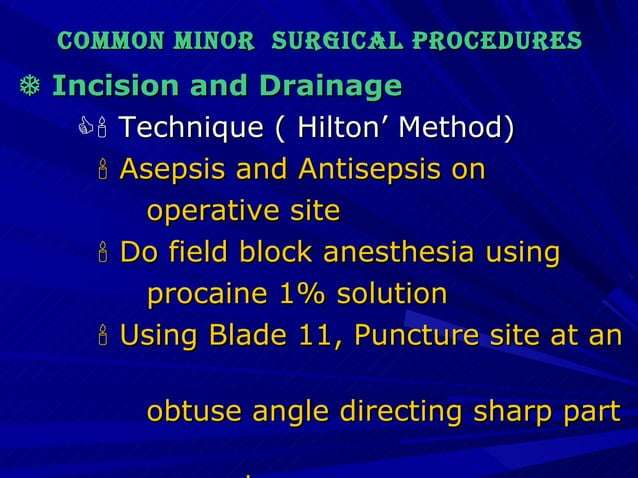 COMMON MINOR SURGICAL PROCEDURES
Incision and Drainage
Technique ( Hilton’ Method)
Asepsis and Antisepsis on
operative site
Do field block anesthesia using
procaine 1% solution
Using Blade 11, Puncture site at an
obtuse angle directing sharp part